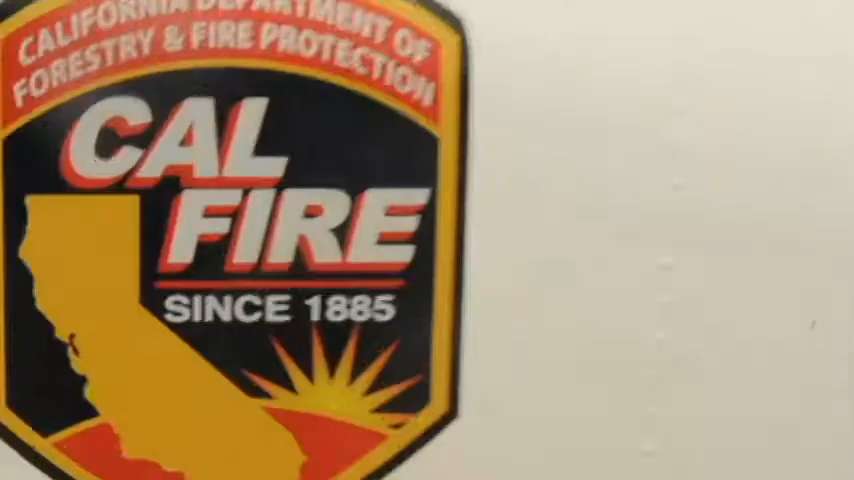 CALIFORNIA DEPARTMENT OF
FORESTRY & FIRE PROTECTION
CAL
FIRE
SINCE 1885